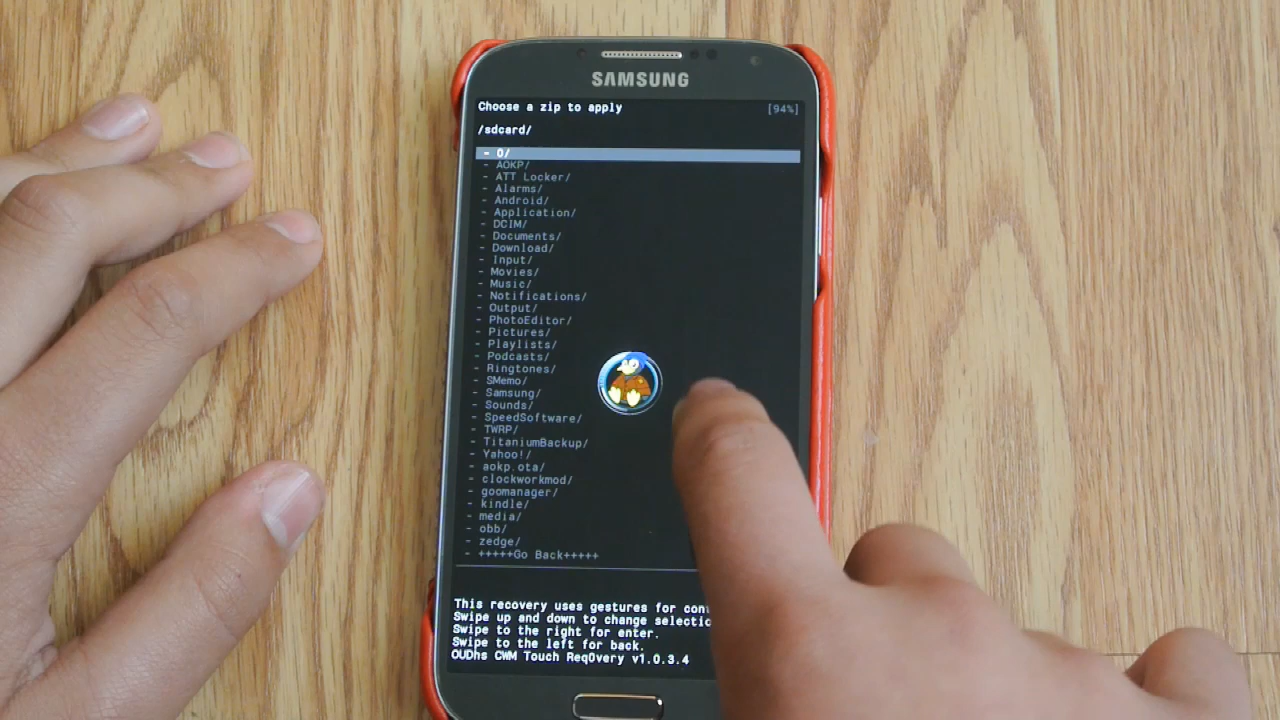 SAMSUNG
Choose a zip to apply [94%]
/sdcard/
- 0/
- AOKP/
- ATT Locker/
- Alarms/
- Android/
- Application/
- DCIM/
- Documents/
- Download/
- Input/
- Movies/
- Music/
- Notifications/
- Output/
- PhotoEditor/
- Pictures/
- Playlists/
- Podcasts/
- Ringtones/
- SMemo/
- Samsung/
- Sounds/
- SpeedSoftware/
- TWRP/
- TitaniumBackup/
- Yahoo!/
- aokp.ota/
- clockworkmod/
- goomanager/
- kindle/
- media/
- obb/
- zedge/
- +++++Go Back+++++
This recovery uses gestures for
Swipe up and down to change
Swipe to the right for enter.
Swipe to the left for back.
OUDhs CWM Touch Req0very v1.0.3.4